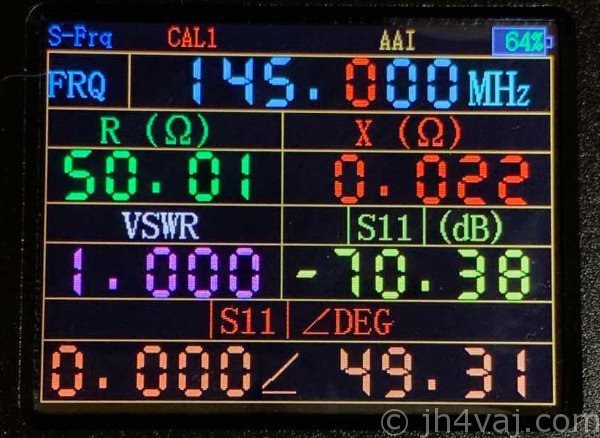 S-Frq CAL1 AAI 64%
FRQ 145.000 MHz
R (Ω) X (Ω)
50.01 0.022
VSWR |S11| (dB)
1.000 -70.38
|S11| ∠DEG
0.000∠ 49.31
© jh4vaj.com